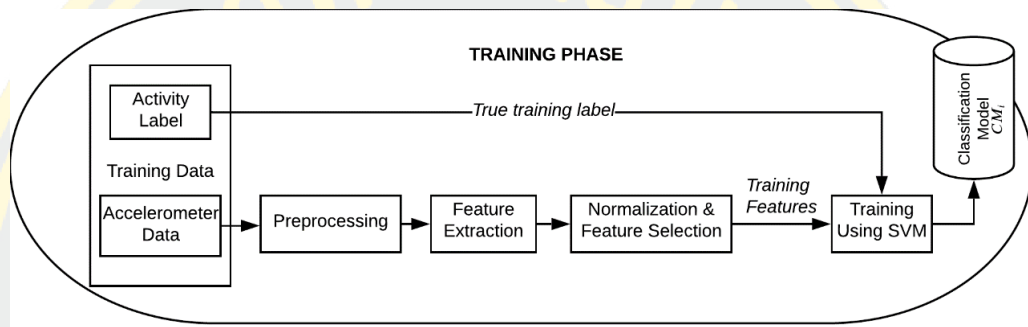 TRAINING PHASE
Activity
Label
True training label
Training Data
Accelerometer
Data
Preprocessing
Feature
Extraction
Normalization &
Feature Selection
Training
Features
Training
Using SVM
Classification
Model
CMᵢ